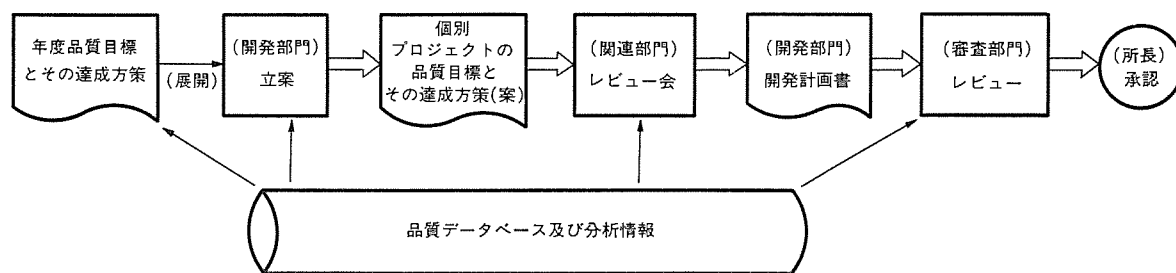 年度品質目標
とその達成方策
(展開)
(開発部門)
立案
個別
プロジェクトの
品質目標と
その達成方策(案)
(関連部門)
レビュー会
(開発部門)
開発計画書
(審査部門)
レビュー
(所長)
承認
品質データベース及び分析情報